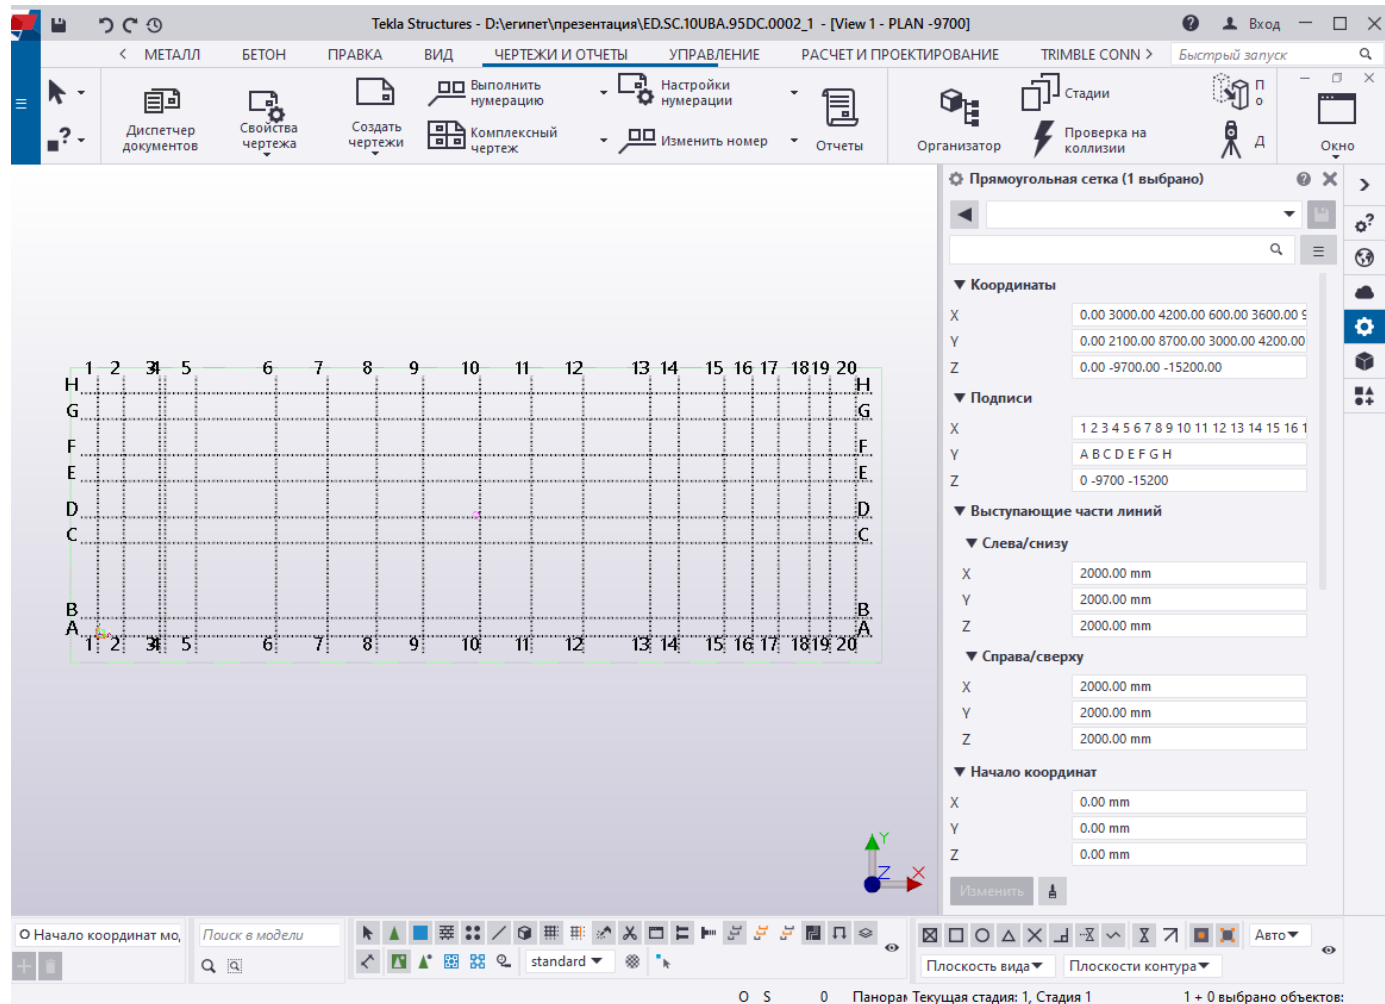 Tekla Structures - D:\египет\презентация\ED.SC.10UBA.95DC.0002_1 - [View 1 - PLAN -9700]
Вход
МЕТАЛЛ БЕТОН ПРАВКА ВИД ЧЕРТЕЖИ И ОТЧЕТЫ УПРАВЛЕНИЕ РАСЧЕТ И ПРОЕКТИРОВАНИЕ TRIMBLE CONN
Быстрый запуск
Диспетчер документов
Свойства чертежа
Создать чертежи
Выполнить нумерацию
Комплексный чертеж
Настройки нумерации
Изменить номер
Отчеты
Организатор
Стадии
Проверка на коллизии
П
о
Д
Окно
Прямоугольная сетка (1 выбрано)
Координаты
X 0.00 3000.00 4200.00 600.00 3600.00 9
Y 0.00 2100.00 8700.00 3000.00 4200.00
Z 0.00 -9700.00 -15200.00
Подписи
X 1 2 3 4 5 6 7 8 9 10 11 12 13 14 15 16 1
Y A B C D E F G H
Z 0 -9700 -15200
Выступающие части линий
Слева/снизу
X 2000.00 mm
Y 2000.00 mm
Z 2000.00 mm
Справа/сверху
X 2000.00 mm
Y 2000.00 mm
Z 2000.00 mm
Начало координат
X 0.00 mm
Y 0.00 mm
Z 0.00 mm
Изменить
1 2 3 4 5 6 7 8 9 10 11 12 13 14 15 16 17 18 19 20
H H
G G
F F
E E
D D
C C
B B
A A
1 2 3 4 5 6 7 8 9 10 11 12 13 14 15 16 17 18 19 20
Y
Z X
Начало координат мо
Поиск в модели
standard
Авто
Плоскость вида
Плоскости контура
O S 0 Панорам Текущая стадия: 1, Стадия 1 1 + 0 выбрано объектов: